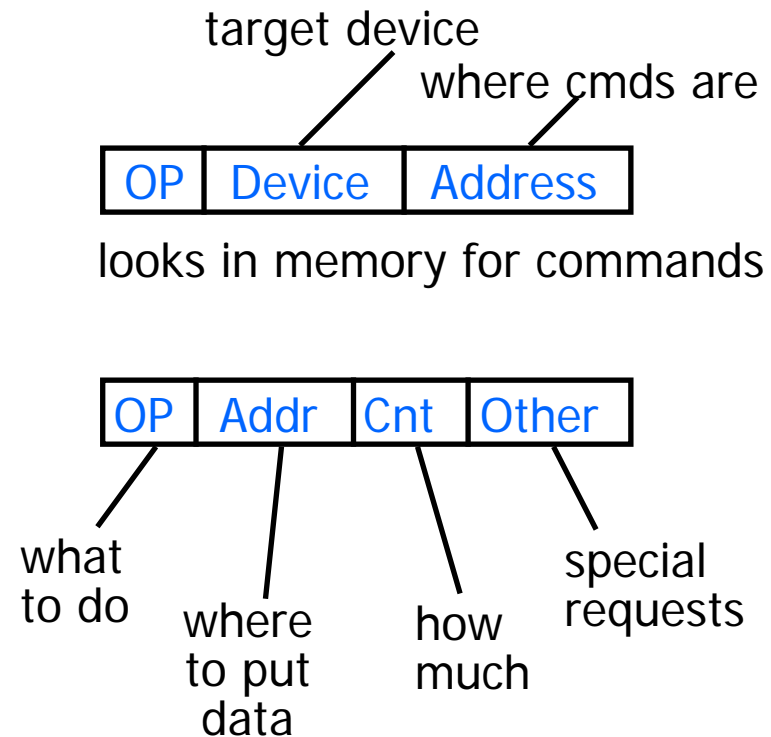 target device
where cmds are
OP Device Address
looks in memory for commands
OP Addr Cnt Other
what
to do
where
to put
data
how
much
special
requests